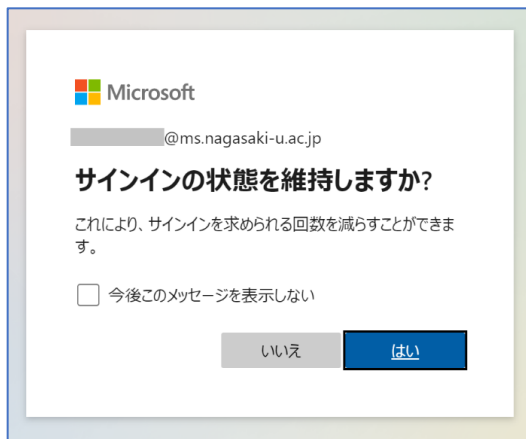 Microsoft
@ms.nagasaki-u.ac.jp
サインインの状態を維持しますか?
これにより、サインインを求められる回数を減らすことができま
す。
今後このメッセージを表示しない
いいえ
はい